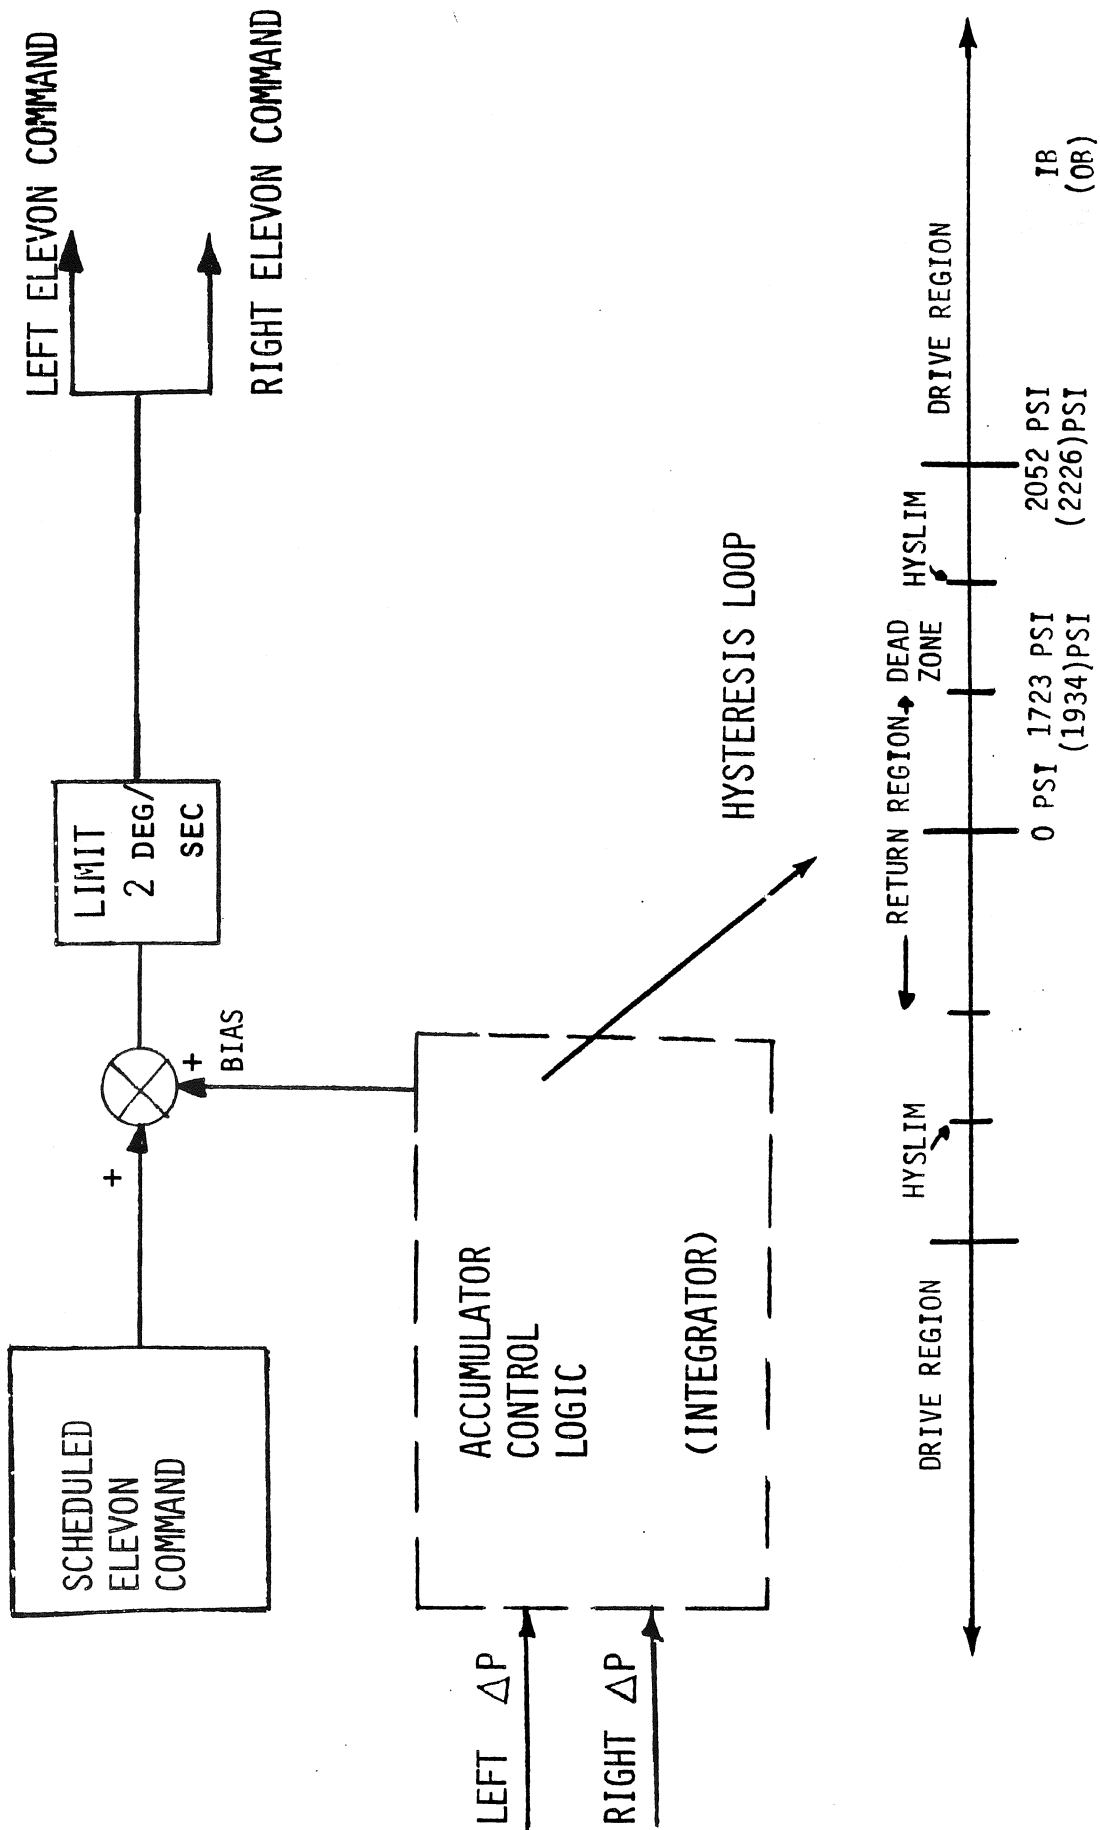 LEFT ELEVON COMMAND
RIGHT ELEVON COMMAND
LIMIT
2 DEG/
SEC
+
+
BIAS
SCHEDULED
ELEVON
COMMAND
ACCUMULATOR
CONTROL
LOGIC
(INTEGRATOR)
LEFT ΔP
RIGHT ΔP
HYSTERESIS LOOP
DRIVE REGION
HYSLIM
RETURN REGION
DEAD
ZONE
HYSLIM
DRIVE REGION
0 PSI 1723 PSI
(1934)PSI
2052 PSI
(2226)PSI
IB
(OB)